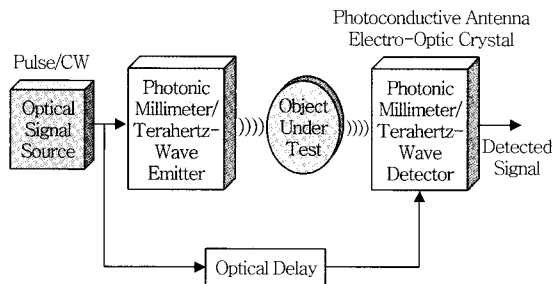 Photoconductive Antenna
Electro-Optic Crystal
Pulse/CW
Optical
Signal
Source
Photonic
Millimeter/
Terahertz-
Wave
Emitter
Object
Under
Test
Photonic
Millimeter/
Terahertz-
Wave
Detector
Detected
Signal
Optical Delay